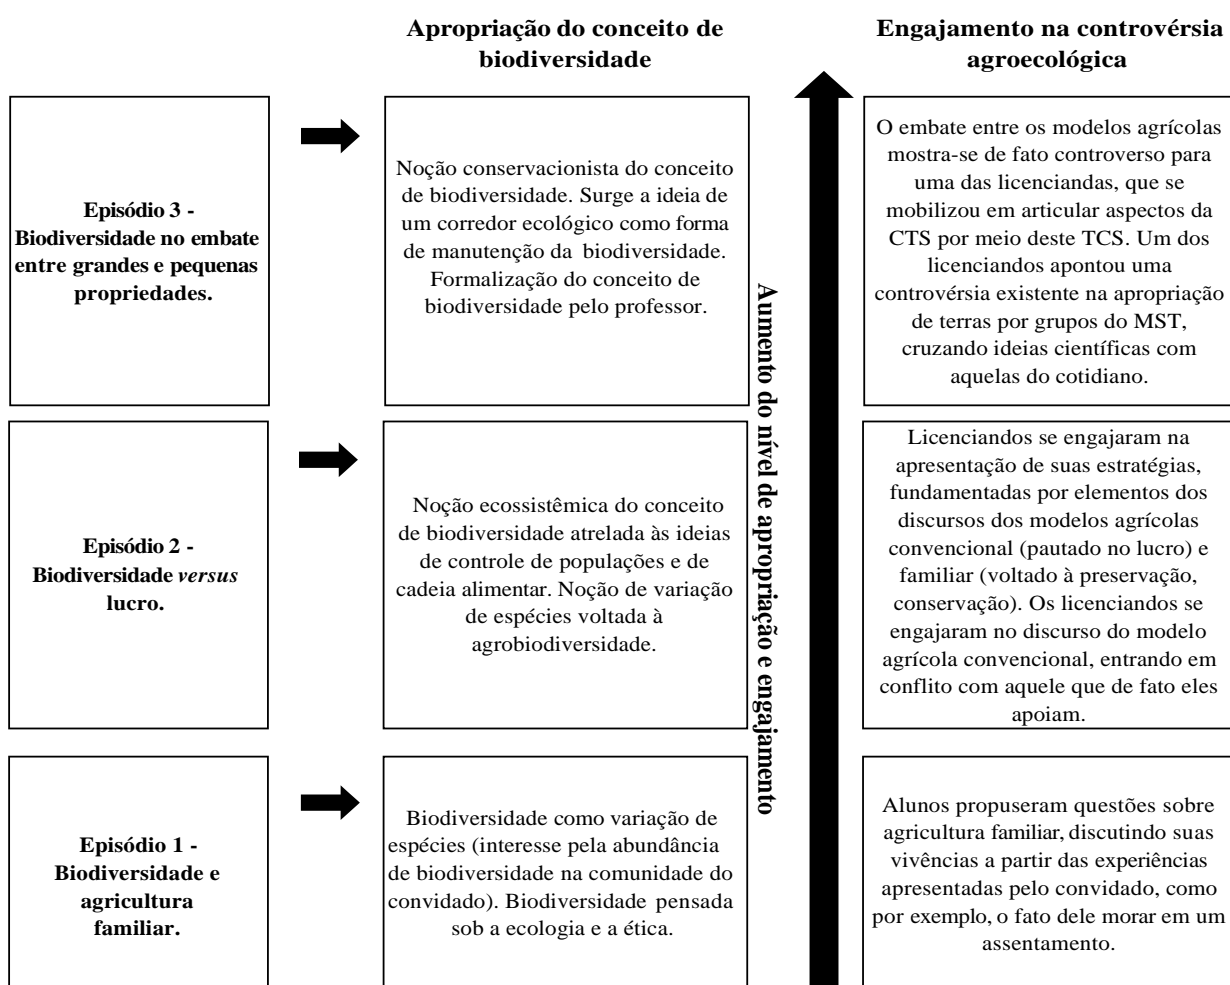 Apropriação do conceito de
biodiversidade
Engajamento na controvérsia
agroecológica
Episódio 3 -
Biodiversidade no embate
entre grandes e pequenas
propriedades.
Noção conservacionista do conceito
de biodiversidade. Surge a ideia de
um corredor ecológico como forma
de manutenção da biodiversidade.
Formalização do conceito de
biodiversidade pelo professor.
O embate entre os modelos agrícolas
mostra-se de fato controverso para
uma das licenciandas, que se
mobilizou em articular aspectos da
CTS por meio deste TCS. Um dos
licenciandos apontou uma
controvérsia existente na apropriação
de terras por grupos do MST,
cruzando ideias científicas com
aquelas do cotidiano.
Aumento do nível de apropriação e engajamento
Episódio 2 -
Biodiversidade versus
lucro.
Noção ecossistêmica do conceito
de biodiversidade atrelada às ideias
de controle de populações e de
cadeia alimentar. Noção de variação
de espécies voltada à
agrobiodiversidade.
Licenciandos se engajaram na
apresentação de suas estratégias,
fundamentadas por elementos dos
discursos dos modelos agrícolas
convencional (pautado no lucro) e
familiar (voltado à preservação,
conservação). Os licenciandos se
engajaram no discurso do modelo
agrícola convencional, entrando em
conflito com aquele que de fato eles
apoiam.
Episódio 1 -
Biodiversidade e
agricultura
familiar.
Biodiversidade como variação de
espécies (interesse pela abundância
de biodiversidade na comunidade do
convidado). Biodiversidade pensada
sob a ecologia e a ética.
Alunos propuseram questões sobre
agricultura familiar, discutindo suas
vivências a partir das experiências
apresentadas pelo convidado, como
por exemplo, o fato dele morar em um
assentamento.